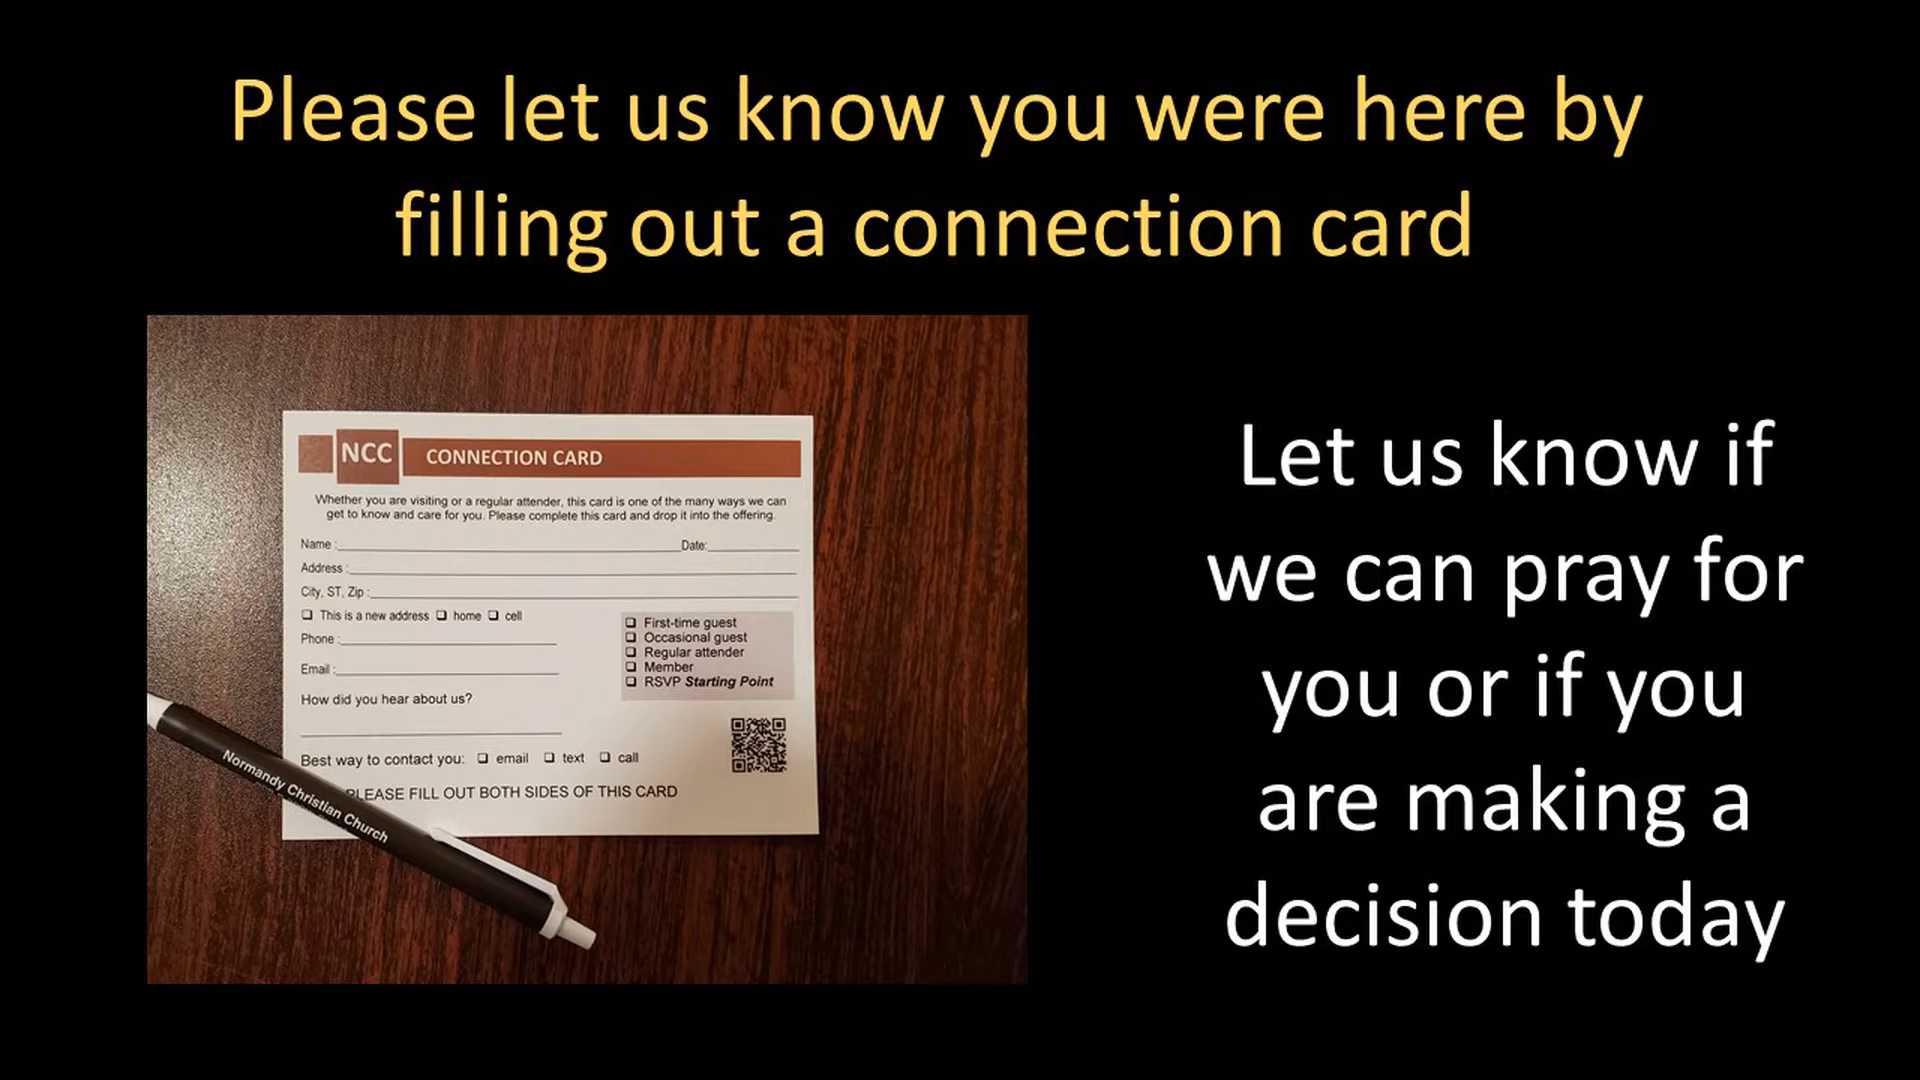 Please let us know you were here by
filling out a connection card
NCC CONNECTION CARD
Whether you are visiting or a regular attender, this card is one of the many ways we can
get to know and care for you. Please complete this card and drop it into the offering.
Name : Date:
Address :
City, ST, Zip :
❑ This is a new address ❑ home ❑ cell
Phone :
Email :
How did you hear about us?
❑ First-time guest
❑ Occasional guest
❑ Regular attender
❑ Member
❑ RSVP Starting Point
Best way to contact you: ❑ email ❑ text ❑ call
PLEASE FILL OUT BOTH SIDES OF THIS CARD
Normandy Christian Church
Let us know if
we can pray for
you or if you
are making a
decision today